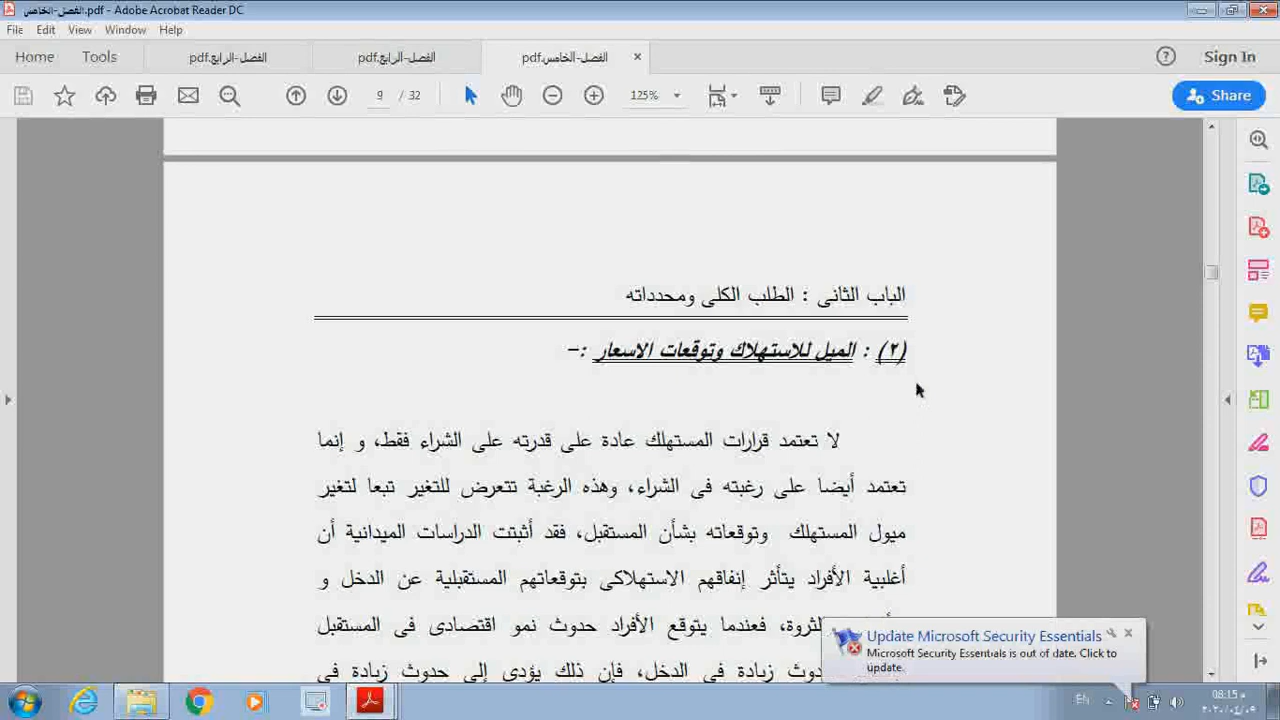 الفصل-الخامس.pdf - Adobe Acrobat Reader DC
File Edit View Window Help
Home Tools الفصل-الرابع.pdf الفصل-الرابع.pdf الفصل-الخامس.pdf Sign In
9 / 32 125% Share
الباب الثانى : الطلب الكلى ومحدداته
(٢) : الميل للاستهلاك وتوقعات الاسعار :-
لا تعتمد قرارات المستهلك عادة على قدرته على الشراء فقط، و إنما
تعتمد أيضا على رغبته فى الشراء، وهذه الرغبة تتعرض للتغير تبعا لتغير
ميول المستهلك وتوقعاته بشأن المستقبل، فقد أثبتت الدراسات الميدانية أن
أغلبية الأفراد يتأثر إنفاقهم الاستهلاكى بتوقعاتهم المستقبلية عن الدخل و
الثروة، فعندما يتوقع الأفراد حدوث نمو اقتصادى فى المستقبل
حدوث زيادة فى الدخل، فإن ذلك يؤدى إلى حدوث زيادة فى
Update Microsoft Security Essentials
Microsoft Security Essentials is out of date. Click to
update.
EN
08:15 م
٢٠٢٠/٠٤/٠٩